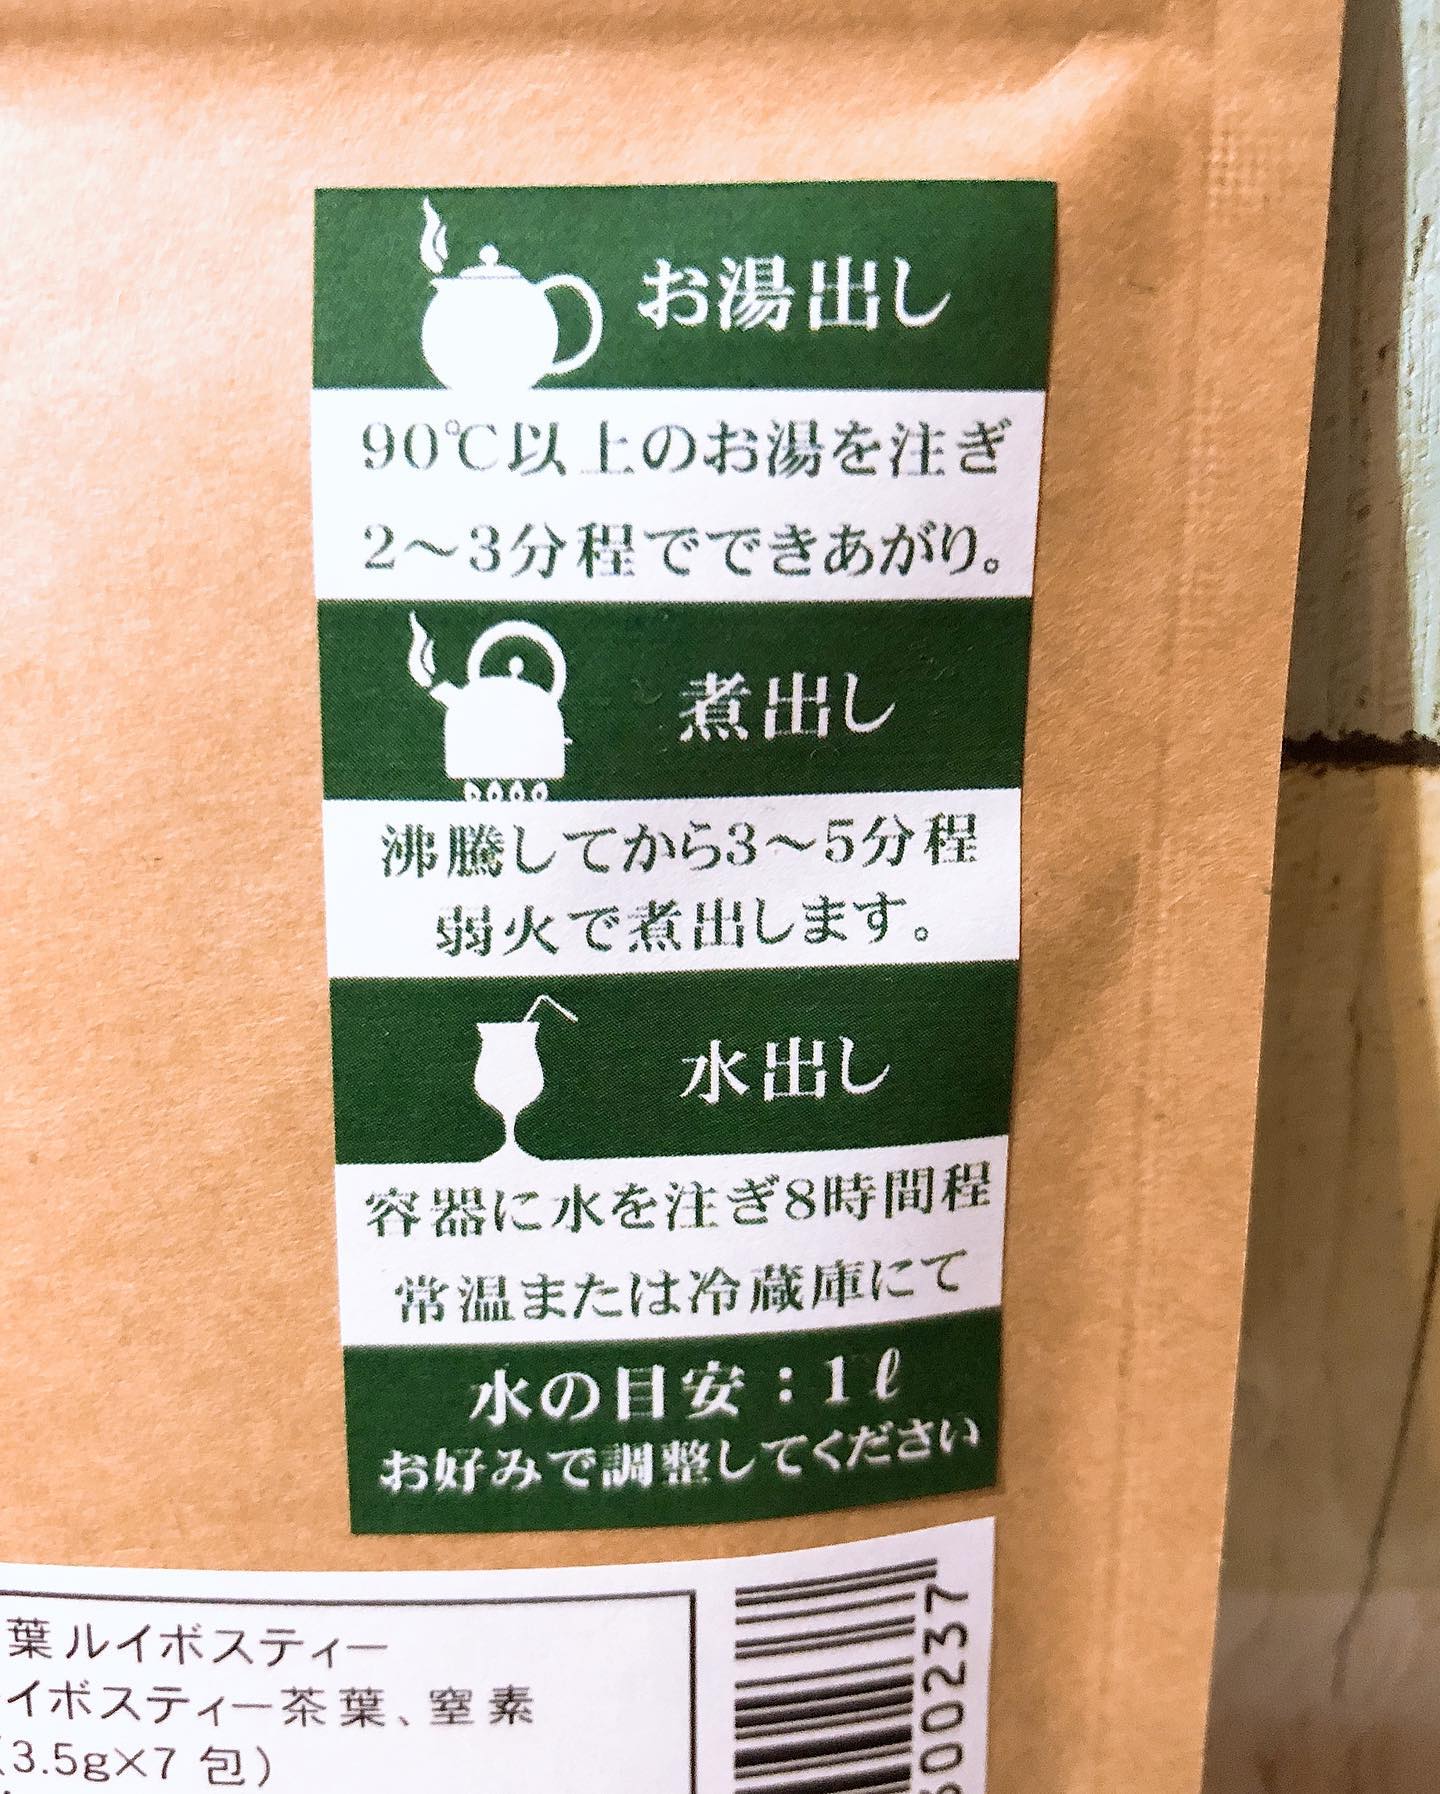 お湯出し
90℃以上のお湯を注ぎ
2〜3分程でできあがり。
煮出し
沸騰してから3〜5分程
弱火で煮出します。
水出し
容器に水を注ぎ8時間程
常温または冷蔵庫にて
水の目安：1ℓ
お好みで調整してください
葉ルイボスティー
イボスティー茶葉、窒素
(3.5g×7 包)
00237